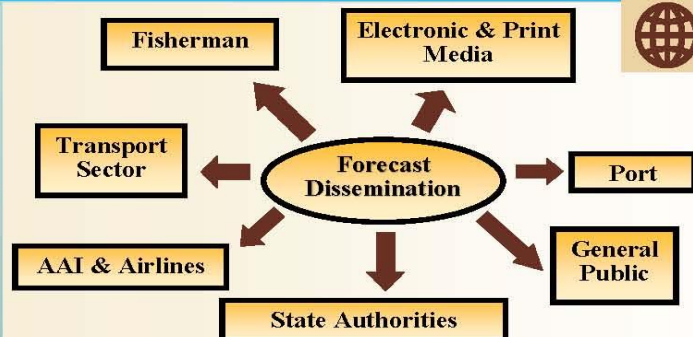 Fisherman
Electronic & Print
Media
Transport
Sector
Forecast
Dissemination
Port
AAI & Airlines
General
Public
State Authorities